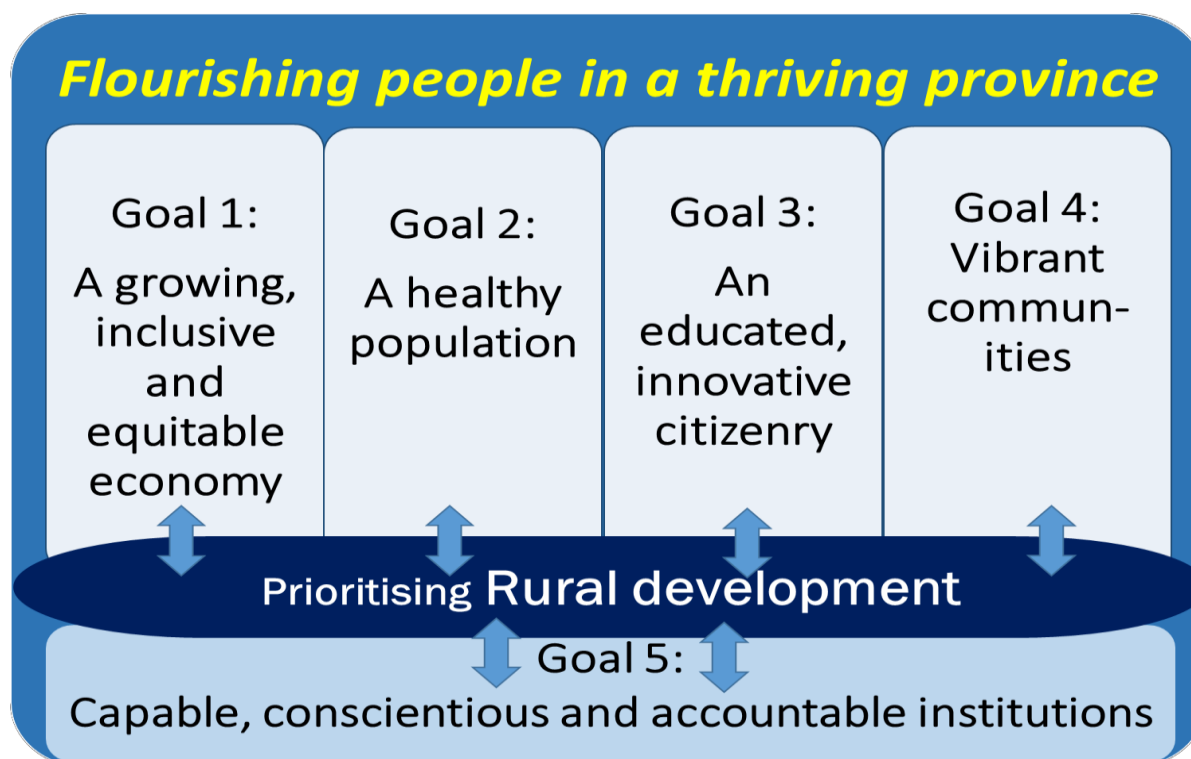 Flourishing people in a thriving province
Goal 1:
A growing,
inclusive
and
equitable
economy
Goal 2:
A healthy
population
Goal 3:
An
educated,
innovative
citizenry
Goal 4:
Vibrant
commun-
ities
Prioritising Rural development
Goal 5:
Capable, conscientious and accountable institutions